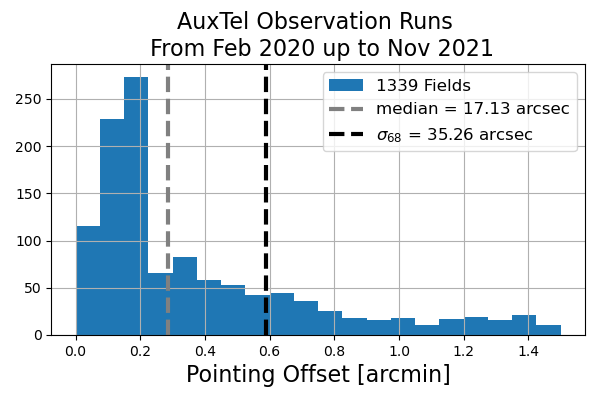 AuxTel Observation Runs
From Feb 2020 up to Nov 2021
1339 Fields
median = 17.13 arcsec
σ68 = 35.26 arcsec
250
200
150
100
50
0
0.0 0.2 0.4 0.6 0.8 1.0 1.2 1.4
Pointing Offset [arcmin]